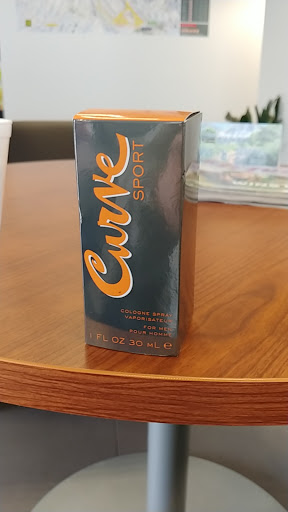 Curve
SPORT
COLOGNE SPRAY
VAPORISATEUR
FOR MEN
POUR HOMME
1 FL OZ 30 mL ℮